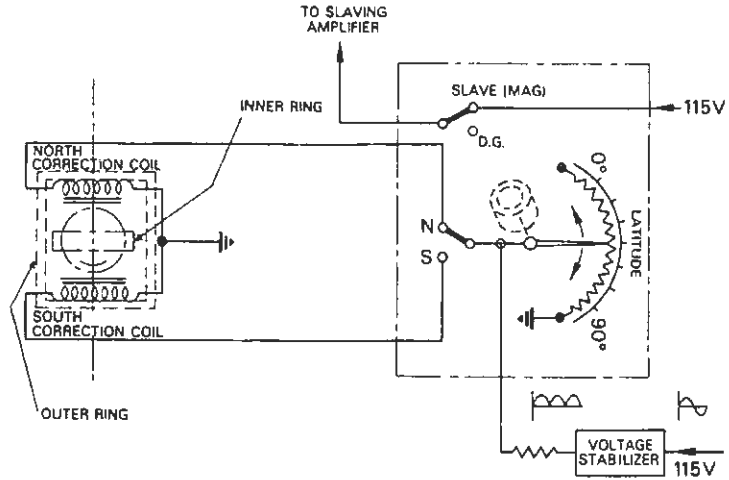 TO SLAVING
AMPLIFIER
SLAVE (MAG)
115V
D.G.
INNER RING
NORTH
CORRECTION COIL
N
S
0°
LATITUDE
90°
SOUTH
CORRECTION COIL
OUTER RING
VOLTAGE
STABILIZER
115V